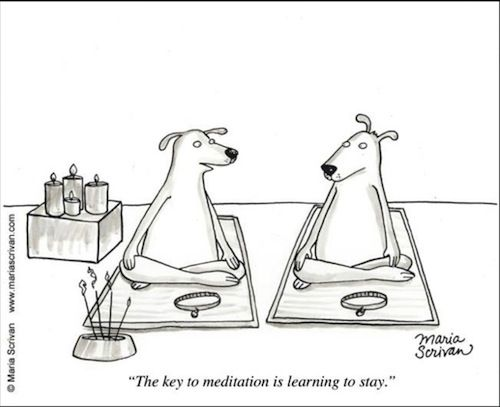 © Maria Scrivan www.mariascrivan.com
Maria
Scrivan
“The key to meditation is learning to stay.”